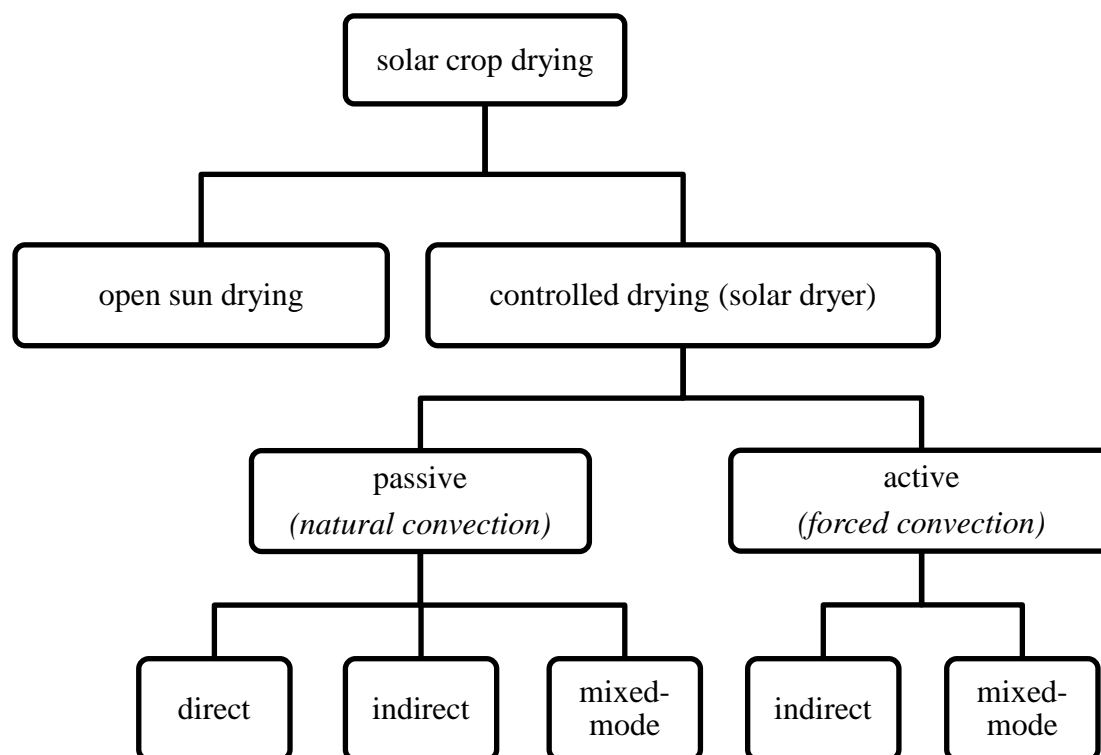 solar crop drying
open sun drying
controlled drying (solar dryer)
passive
(natural convection)
active
(forced convection)
direct
indirect
mixed-
mode
indirect
mixed-
mode